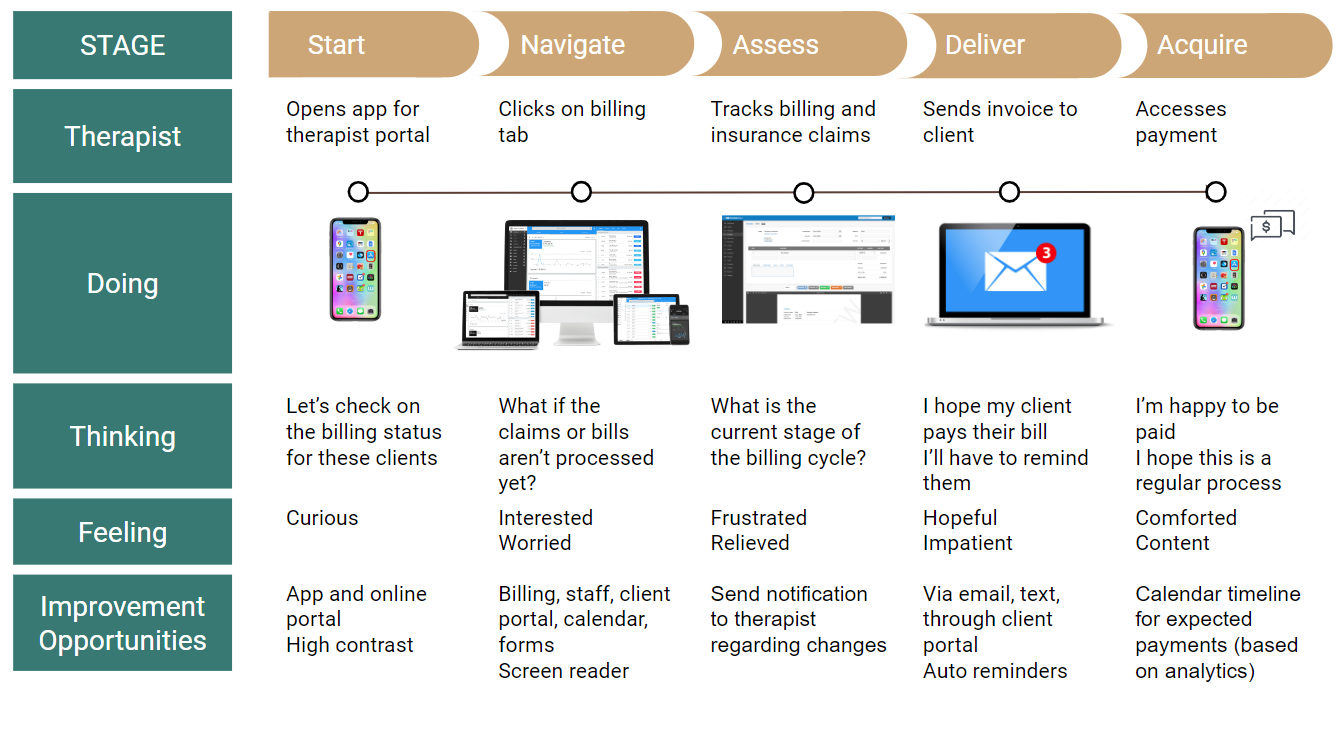 STAGE
Start
Navigate
Assess
Deliver
Acquire
Therapist
Opens app for
therapist portal
Clicks on billing
tab
Tracks billing and
insurance claims
Sends invoice to
client
Accesses
payment
Doing
3
$
Thinking
Let’s check on
the billing status
for these clients
What if the
claims or bills
aren’t processed
yet?
What is the
current stage of
the billing cycle?
I hope my client
pays their bill
I’ll have to remind
them
I’m happy to be
paid
I hope this is a
regular process
Feeling
Curious
Interested
Worried
Frustrated
Relieved
Hopeful
Impatient
Comforted
Content
Improvement
Opportunities
App and online
portal
High contrast
Billing, staff, client
portal, calendar,
forms
Screen reader
Send notification
to therapist
regarding changes
Via email, text,
through client
portal
Auto reminders
Calendar timeline
for expected
payments (based
on analytics)